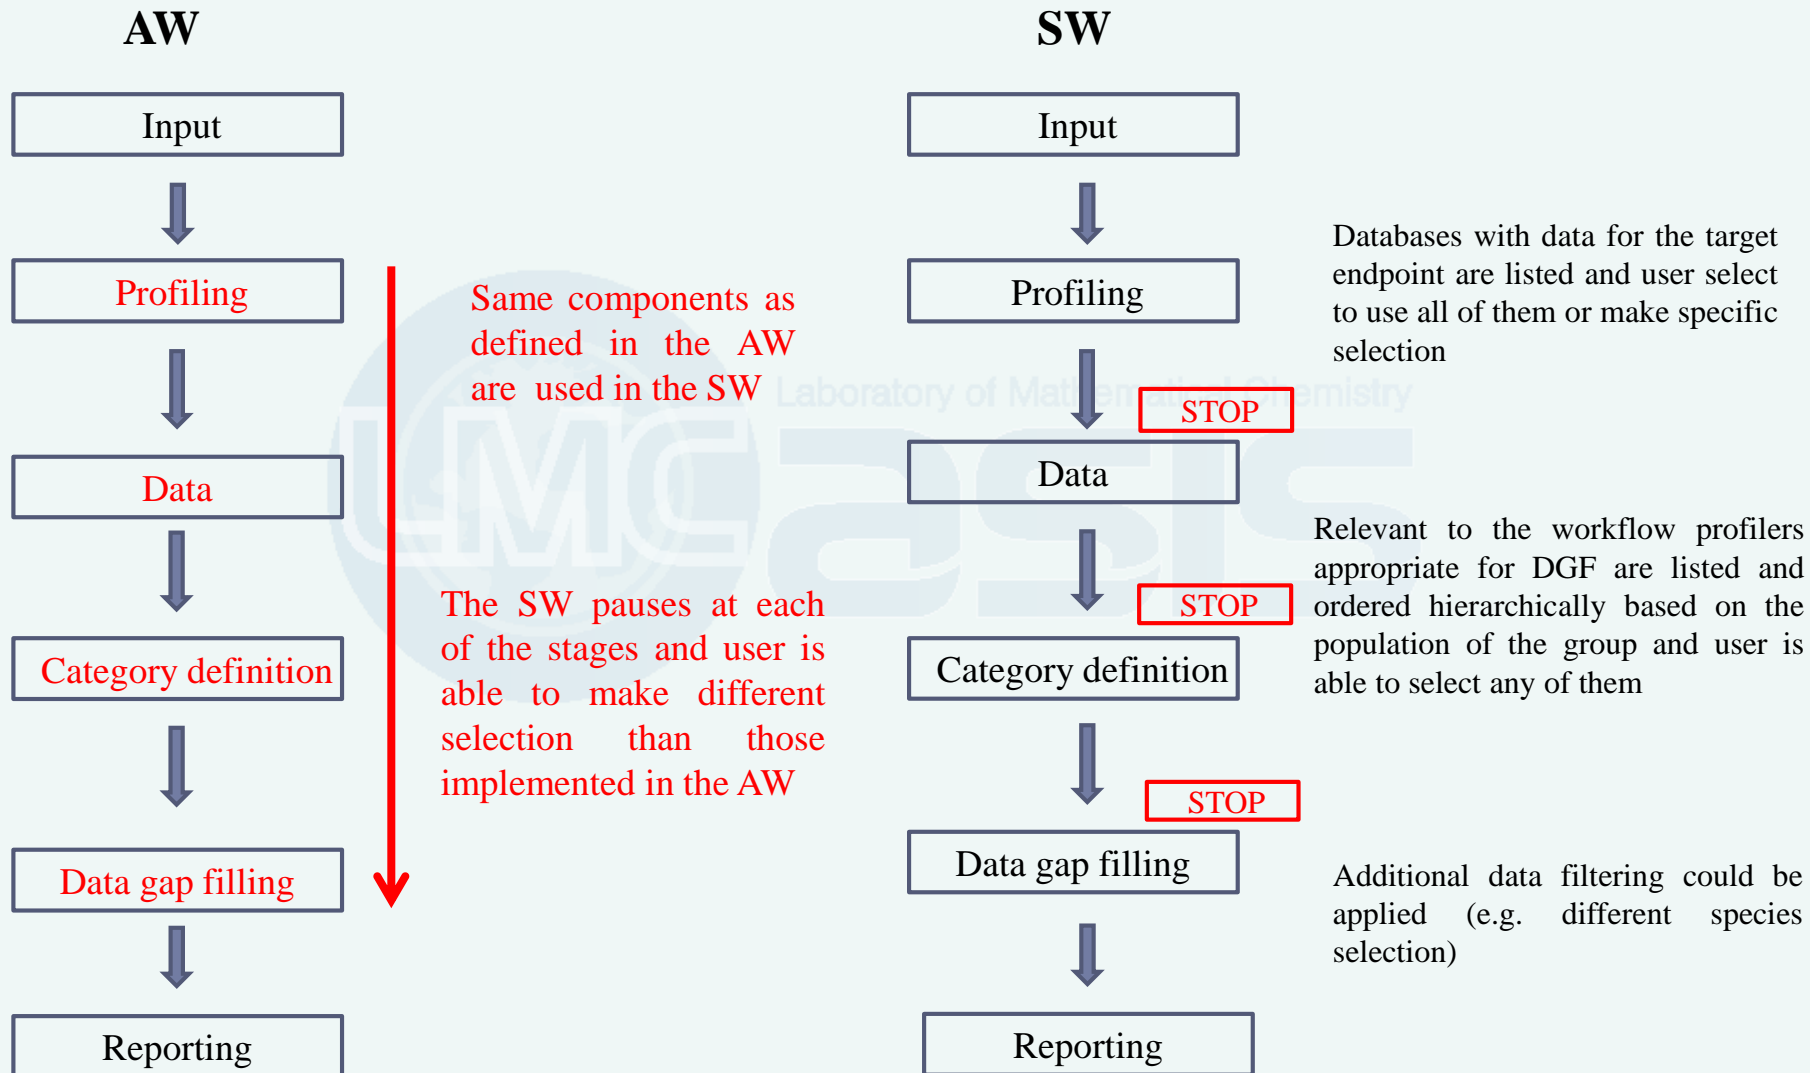 AW
Input
Profiling
Data
Category definition
Data gap filling
Reporting
Same components as
defined in the AW
are used in the SW
The SW pauses at each
of the stages and user is
able to make different
selection than those
implemented in the AW
SW
Input
Profiling
STOP
Data
STOP
Category definition
STOP
Data gap filling
Reporting
Databases with data for the target
endpoint are listed and user select
to use all of them or make specific
selection
Relevant to the workflow profilers
appropriate for DGF are listed and
ordered hierarchically based on the
population of the group and user is
able to select any of them
Additional data filtering could be
applied (e.g. different species
selection)
Laboratory of Mathematical Chemistry
LMC
asis